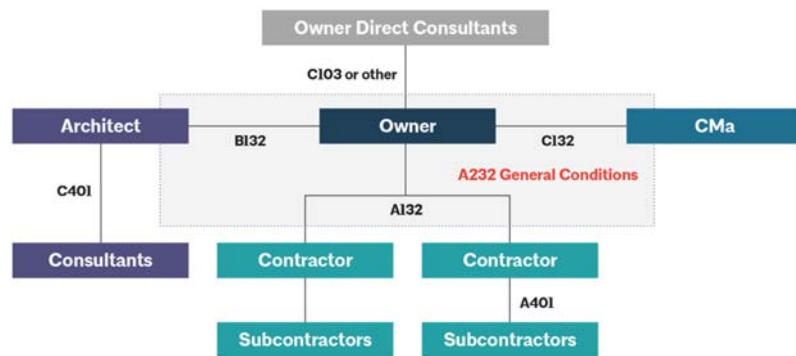 Owner Direct Consultants
C103 or other
Architect
B132
Owner
C132
CMa
A232 General Conditions
C401
A132
Consultants
Contractor
Contractor
A401
Subcontractors
Subcontractors